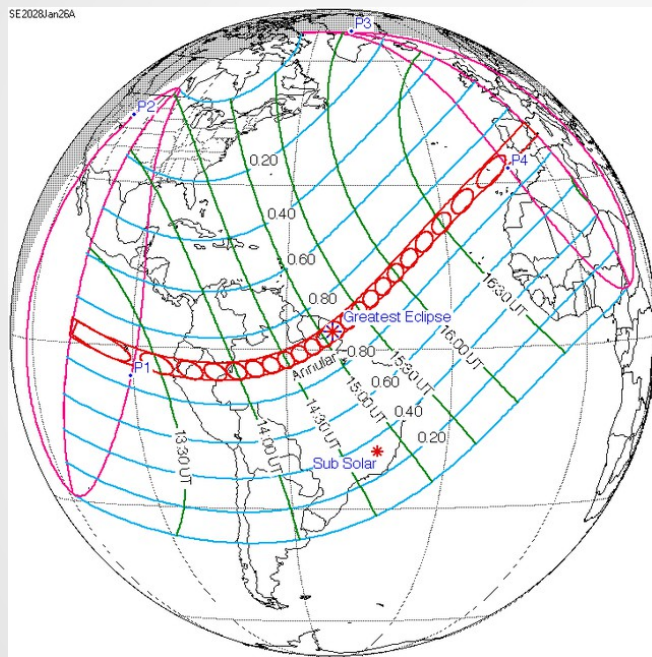 SE2028Jan26A
P3
P2
P4
0.20
0.40
0.60
0.80
16:30 UT
Greatest Eclipse
16:00 UT
P1
Annular
0.80
15:30 UT
0.60
15:00 UT
0.40
14:30 UT
0.20
14:00 UT
13:30 UT
Sub Solar